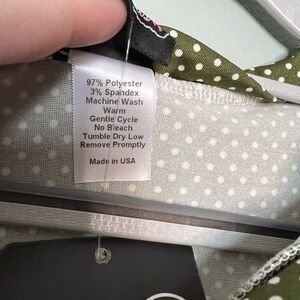 97% Polyester
3% Spandex
Machine Wash
Warm
Gentle Cycle
No Bleach
Tumble Dry Low
Remove Promptly
Made in USA